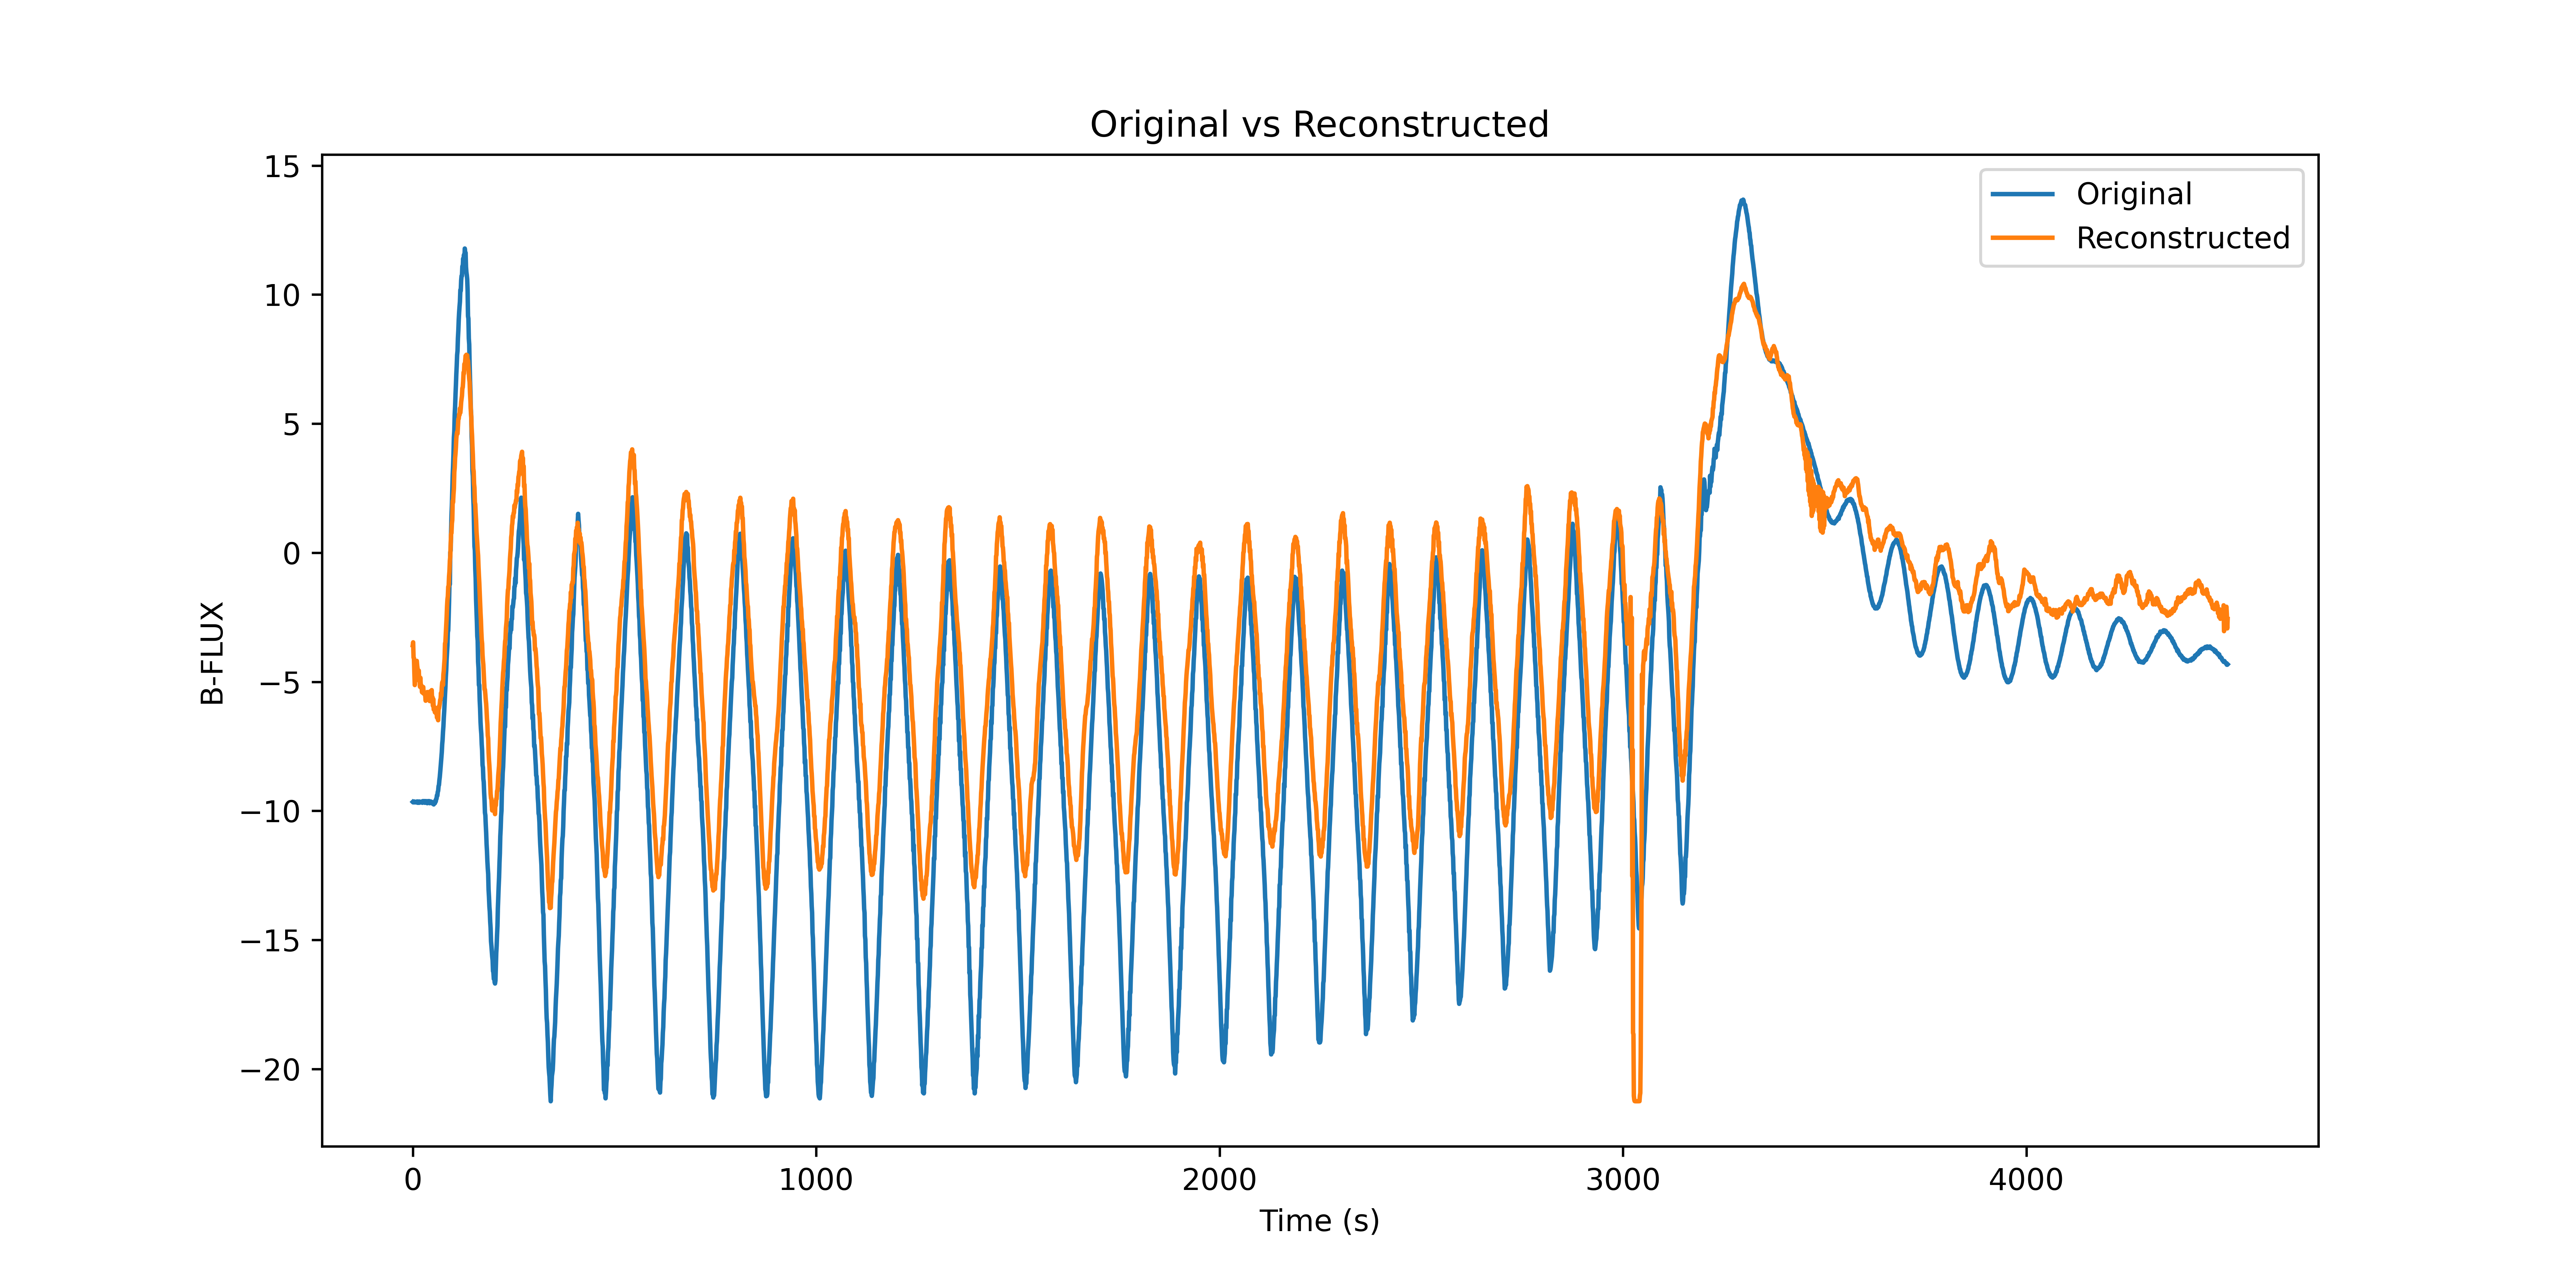 Original vs Reconstructed
Original
Reconstructed
15
10
5
0
−5
−10
−15
−20
B-FLUX
0
1000
2000
3000
4000
Time (s)